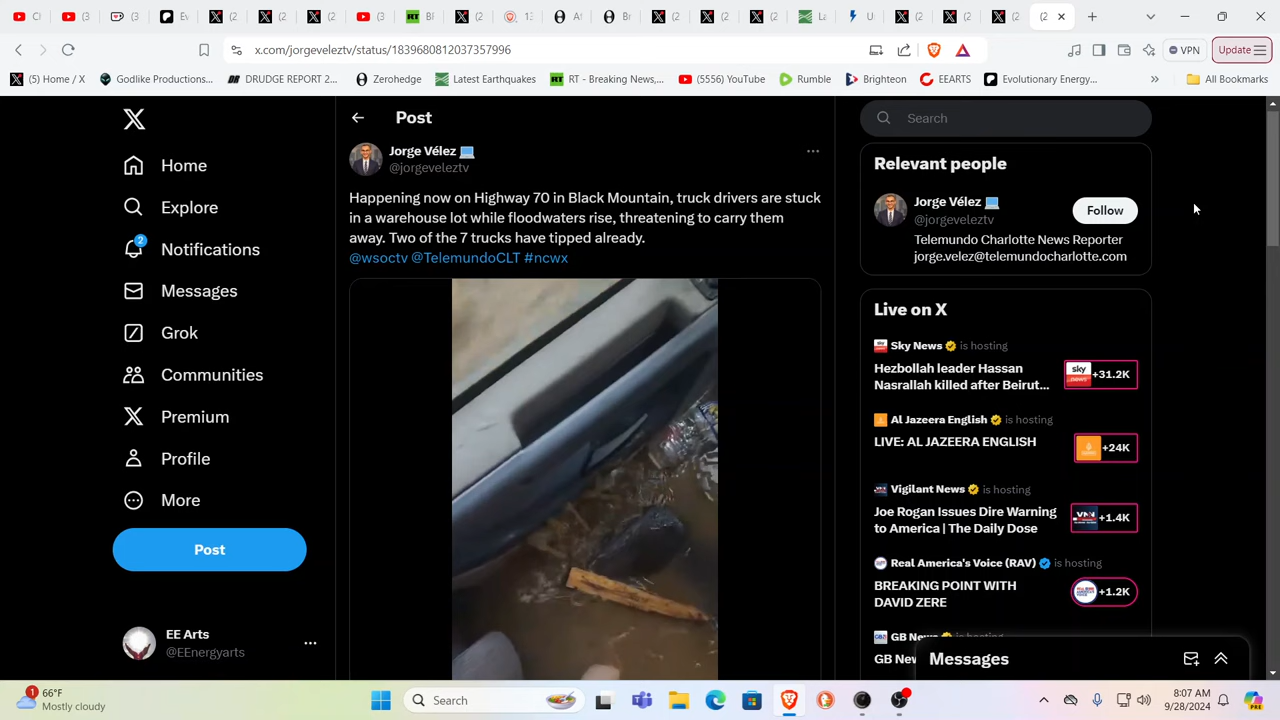 (2
x.com/jorgeveleztv/status/1839680812037357996
VPN
Update
(5) Home / X
Godlike Productions...
DRUDGE REPORT 2...
Zerohedge
Latest Earthquakes
RT - Breaking News,...
(5556) YouTube
Rumble
Brighteon
EEARTS
Evolutionary Energy...
All Bookmarks
Home
Explore
2
Notifications
Messages
Grok
Communities
Premium
Profile
More
Post
EE Arts
@EEnergyarts
Post
Jorge Vélez
@jorgeveleztv
Happening now on Highway 70 in Black Mountain, truck drivers are stuck
in a warehouse lot while floodwaters rise, threatening to carry them
away. Two of the 7 trucks have tipped already.
@wsoctv @TelemundoCLT #ncwx
Search
Relevant people
Jorge Vélez
@jorgeveleztv
Follow
Telemundo Charlotte News Reporter
jorge.velez@telemundocharlotte.com
Live on X
Sky News is hosting
Hezbollah leader Hassan
Nasrallah killed after Beirut...
+31.2K
Al Jazeera English is hosting
LIVE: AL JAZEERA ENGLISH
+24K
Vigilant News is hosting
Joe Rogan Issues Dire Warning
to America | The Daily Dose
+1.4K
Real America's Voice (RAV) is hosting
BREAKING POINT WITH
DAVID ZERE
+1.2K
GB News
GB New
Messages
1
66°F
Mostly cloudy
Search
8:07 AM
9/28/2024